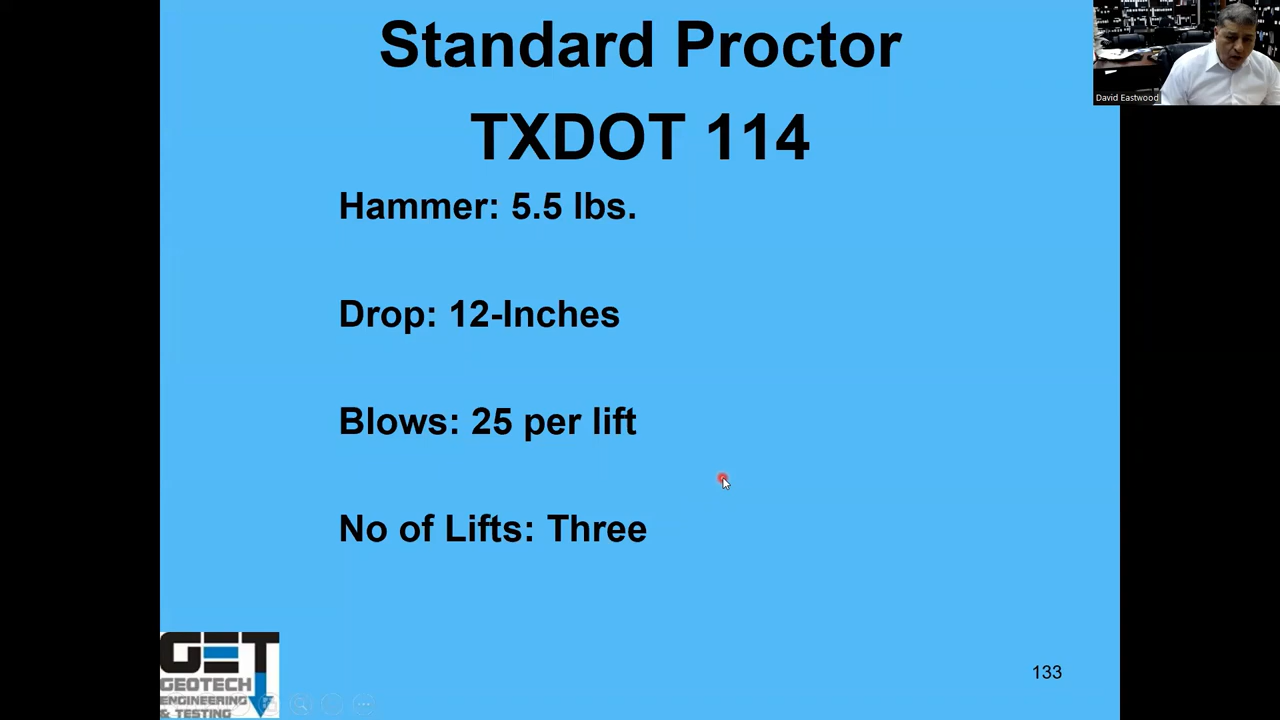 Standard Proctor
TXDOT 114
David Eastwood
Hammer: 5.5 lbs.
Drop: 12-Inches
Blows: 25 per lift
No of Lifts: Three
GET
GEOTECH
ENGINEERING
& TESTING
133